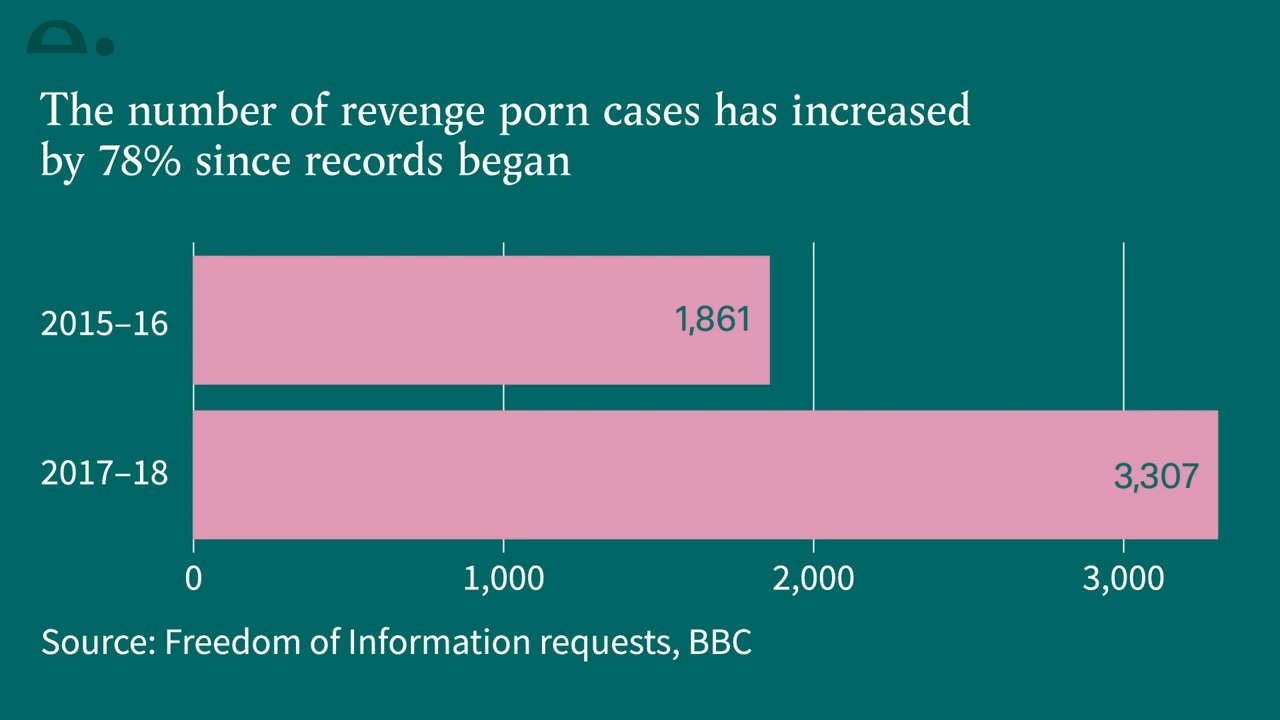 The number of revenge porn cases has increased
by 78% since records began
2015–16
1,861
2017–18
3,307
0 1,000 2,000 3,000
Source: Freedom of Information requests, BBC